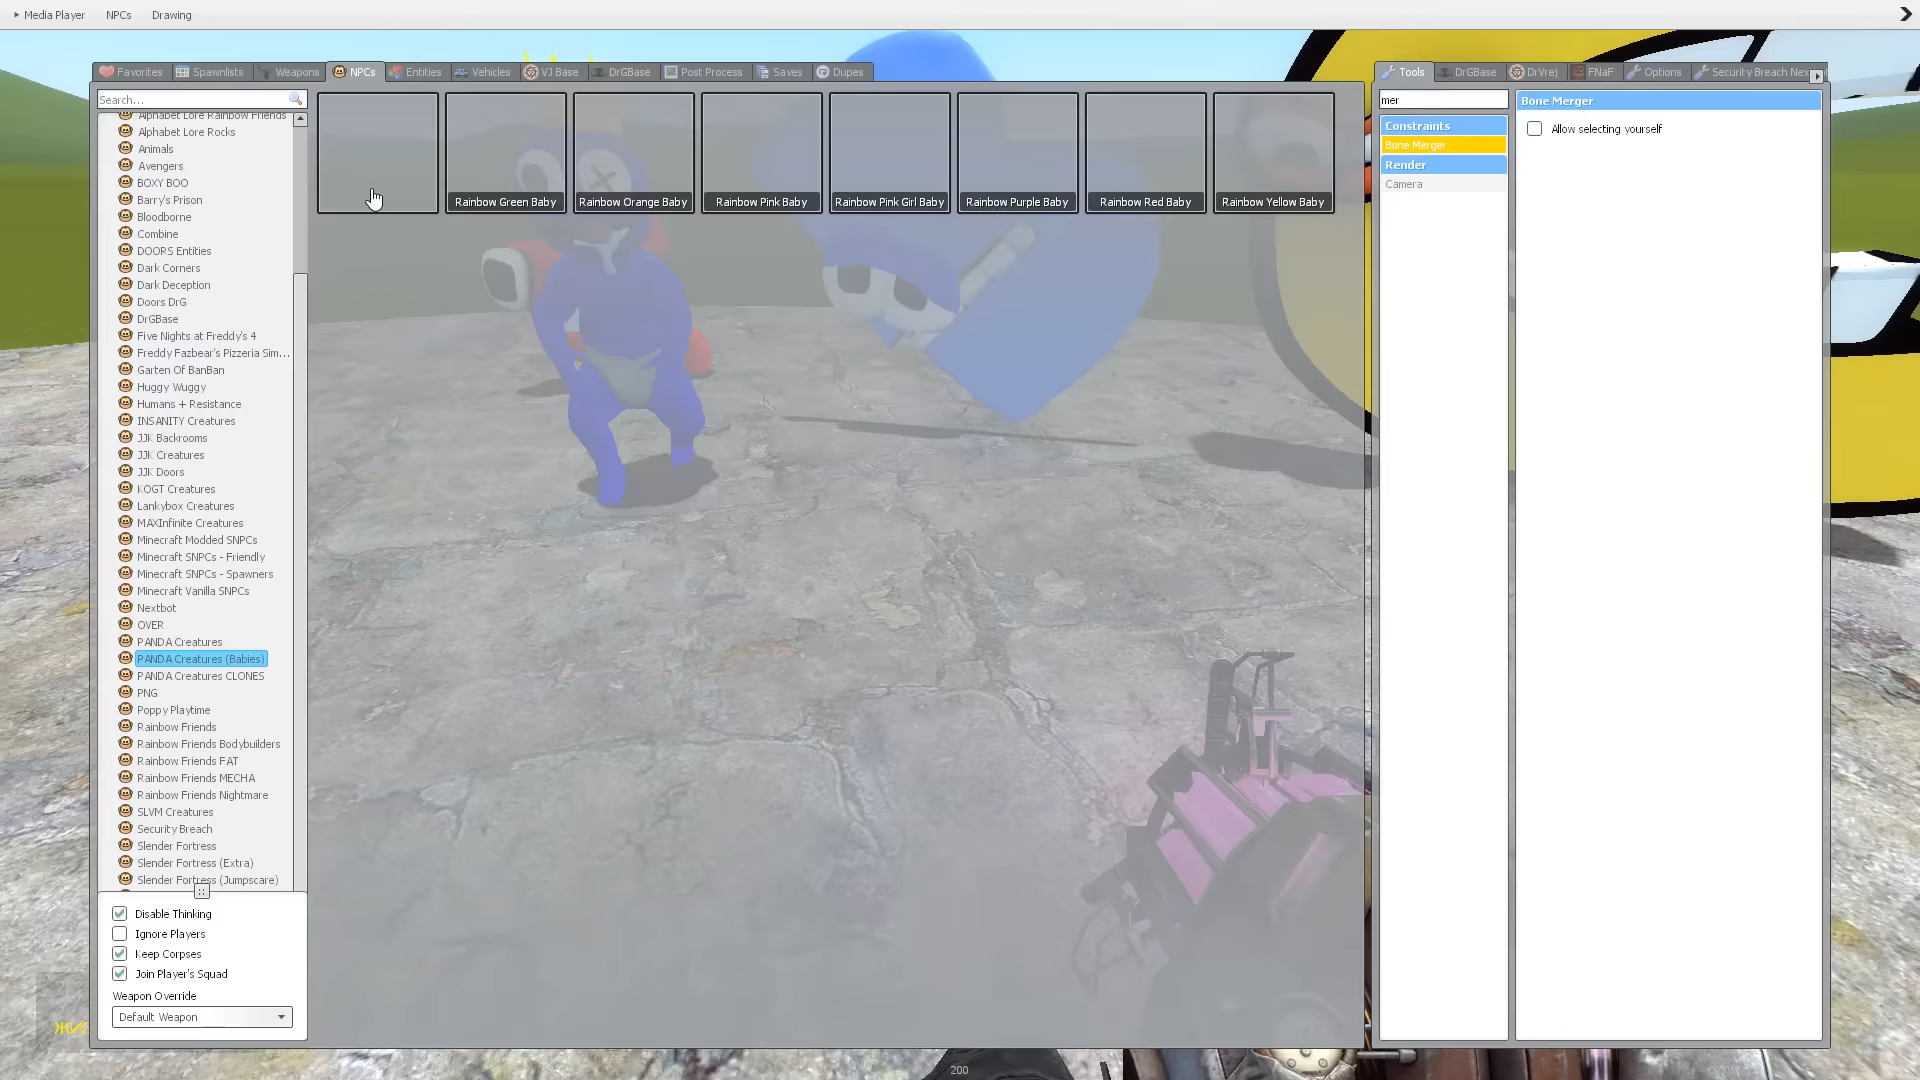 Media Player
NPCs
Drawing
Favorites
Spawnlists
Weapons
NPCs
Entities
Vehicles
VJ Base
DrGBase
Post Process
Saves
Dupes
Search...
Alphabet Lore Rainbow Friends
Alphabet Lore Rocks
Animals
Avengers
BOXY BOO
Barry's Prison
Bloodborne
Combine
DOORS Entities
Dark Corners
Dark Deception
Doors DrG
DrGBase
Five Nights at Freddy's 4
Freddy Fazbear's Pizzeria Sim...
Garten Of BanBan
Huggy Wuggy
Humans + Resistance
INSANITY Creatures
JJK Backrooms
JJK Creatures
JJK Doors
KOGT Creatures
Lankybox Creatures
MAXInfinite Creatures
Minecraft Modded SNPCs
Minecraft SNPCs - Friendly
Minecraft SNPCs - Spawners
Minecraft Vanilla SNPCs
Nextbot
OVER
PANDA Creatures
PANDA Creatures (Babies)
PANDA Creatures CLONES
PNG
Poppy Playtime
Rainbow Friends
Rainbow Friends Bodybuilders
Rainbow Friends FAT
Rainbow Friends MECHA
Rainbow Friends Nightmare
SLVM Creatures
Security Breach
Slender Fortress
Slender Fortress (Extra)
Slender Fortress (Jumpscare)
Disable Thinking
Ignore Players
Keep Corpses
Join Player's Squad
Weapon Override
Default Weapon
Rainbow Green Baby
Rainbow Orange Baby
Rainbow Pink Baby
Rainbow Pink Girl Baby
Rainbow Purple Baby
Rainbow Red Baby
Rainbow Yellow Baby
Tools
DrGBase
DrVrej
FNaF
Options
mer
Constraints
Bone Merger
Render
Camera
Bone Merger
Allow selecting yourself
200